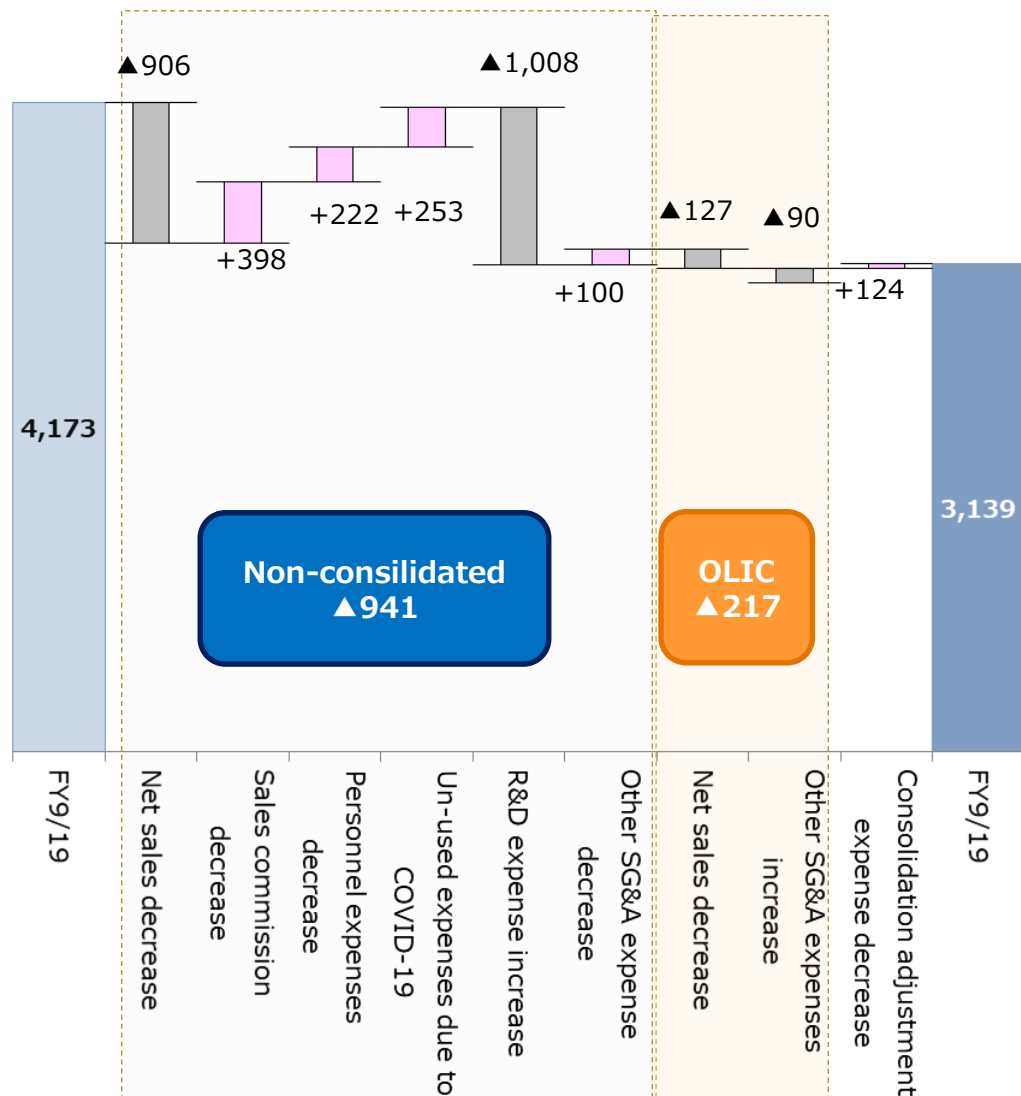 ▲906
▲1,008
+222
+253
▲127
▲90
+398
+100
+124
4,173
3,139
Non-consilidated
▲941
OLIC
▲217
FY9/19
Net sales decrease
Sales commission
decrease
Personnel expenses
decrease
Un-used expenses due to
COVID-19
R&D expense increase
Other SG&A expense
decrease
Net sales decrease
Other SG&A expenses
increase
Consolidation adjustment
expense decrease
FY9/19